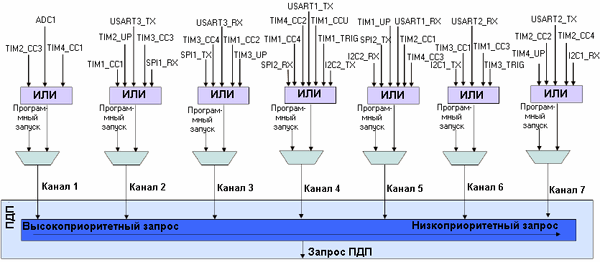 ADC1
TIM2_CC3
TIM4_CC1
USART3_TX
TIM2_UP
TIM3_CC3
TIM1_CC1
SPI1_RX
USART3_RX
TIM3_CC4
TIM1_CC2
SPI1_TX
TIM3_UP
USART1_TX
TIM4_CC2
TIM1_CCU
TIM1_CC4
TIM1_TRIG
SPI2_RX
I2C2_TX
TIM1_UP
USART1_RX
SPI2_TX
TIM2_CC1
I2C2_RX
TIM4_CC3
USART2_RX
TIM3_CC1
TIM1_CC3
I2C1_TX
TIM3_TRIG
USART2_TX
TIM2_CC2
TIM2_CC4
TIM4_UP
I2C1_RX
ИЛИ ИЛИ ИЛИ ИЛИ ИЛИ ИЛИ ИЛИ
Програм-
мный
запуск
Програм-
мный
запуск
Програм-
мный
запуск
Програм-
мный
запуск
Програм-
мный
запуск
Програм-
мный
запуск
Програм-
мный
запуск
Канал 1 Канал 2 Канал 3 Канал 4 Канал 5 Канал 6 Канал 7
ПДП
Высокоприоритетный запрос
Низкоприоритетный запрос
Запрос ПДП